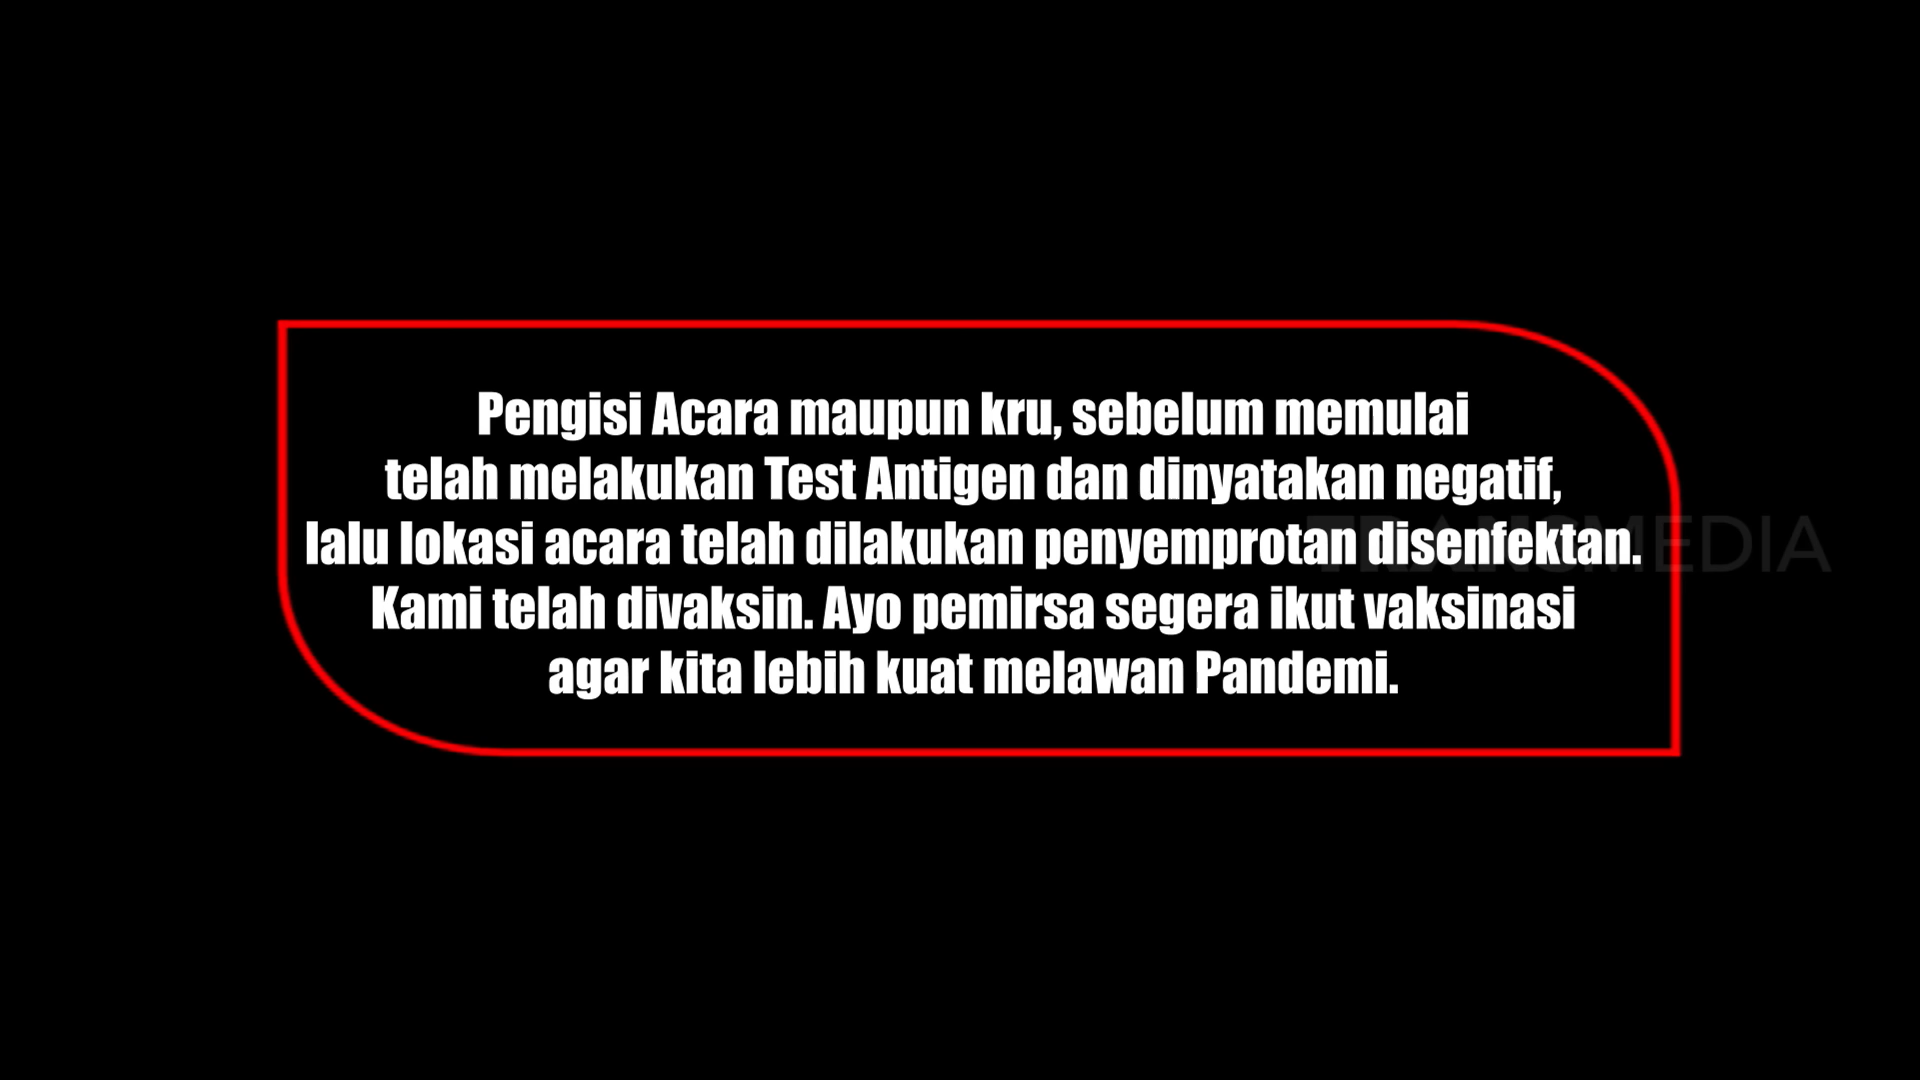 Pengisi Acara maupun kru, sebelum memulai
telah melakukan Test Antigen dan dinyatakan negatif,
lalu lokasi acara telah dilakukan penyemprotan disenfektan.
Kami telah divaksin. Ayo pemirsa segera ikut vaksinasi
agar kita lebih kuat melawan Pandemi.
TRANSMEDIA